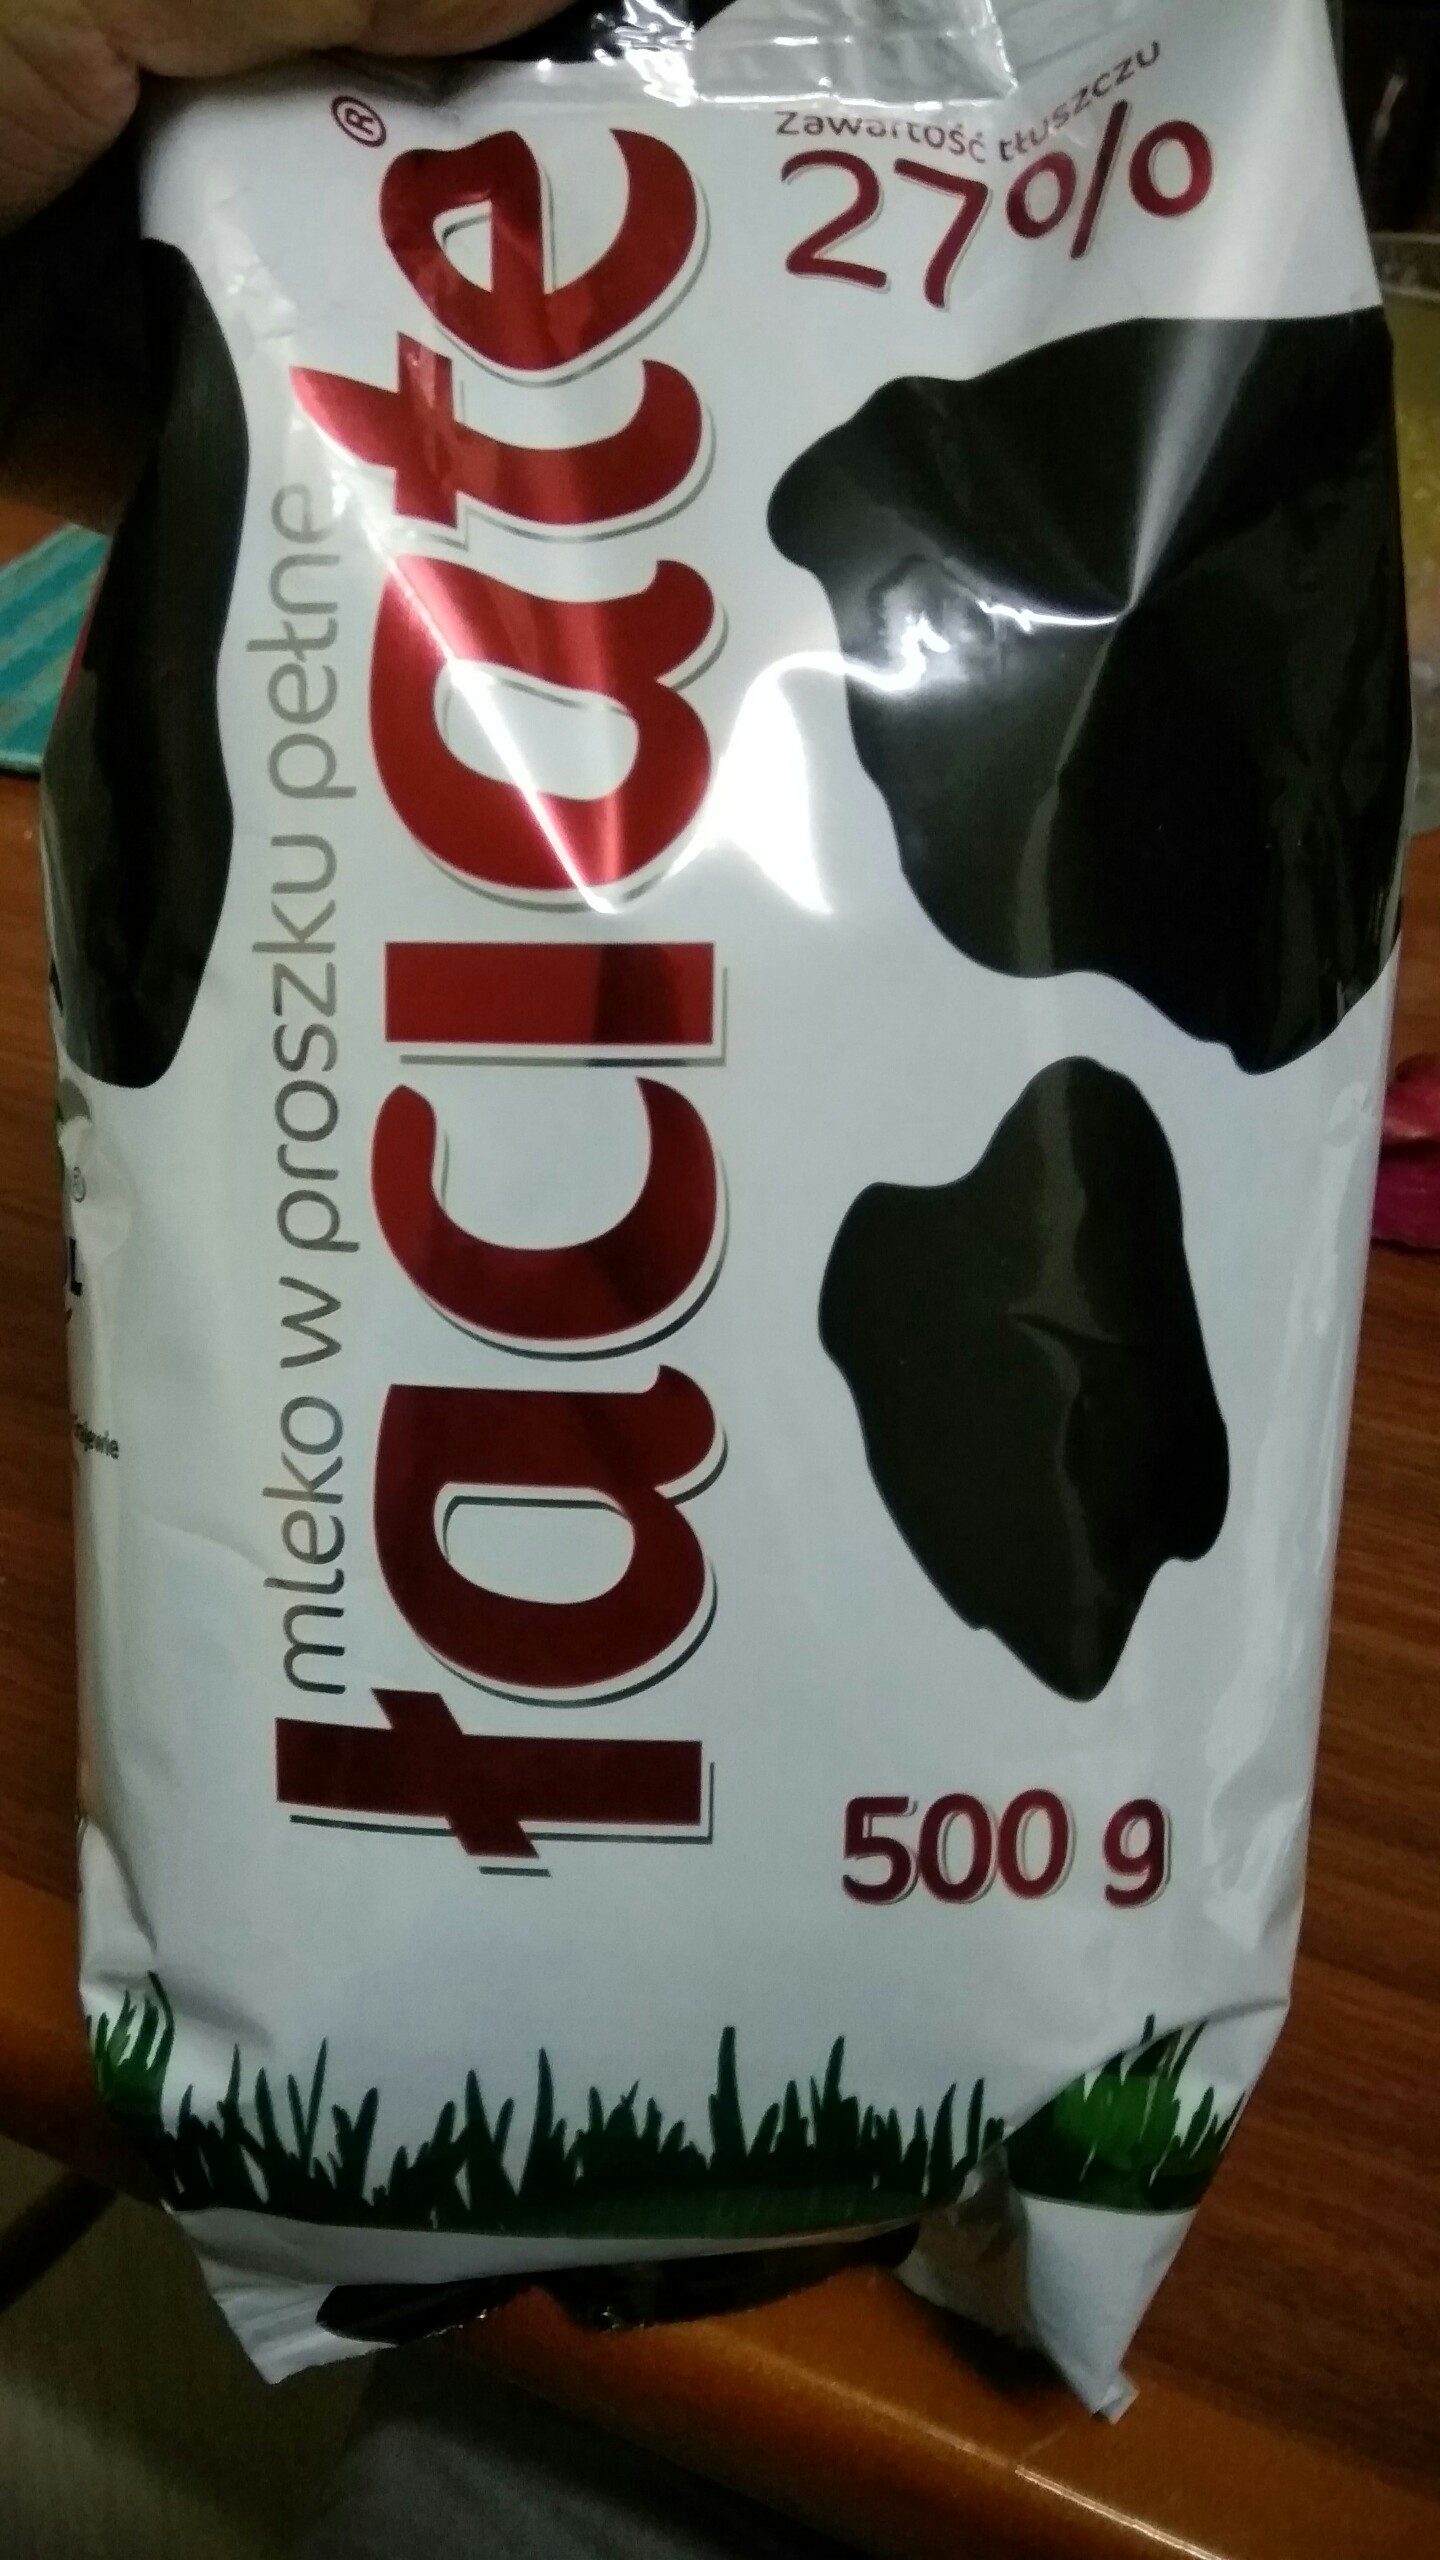 Zawartość tłuszczu
27%
mleko w proszku pełne
łaciate®
500 g
®